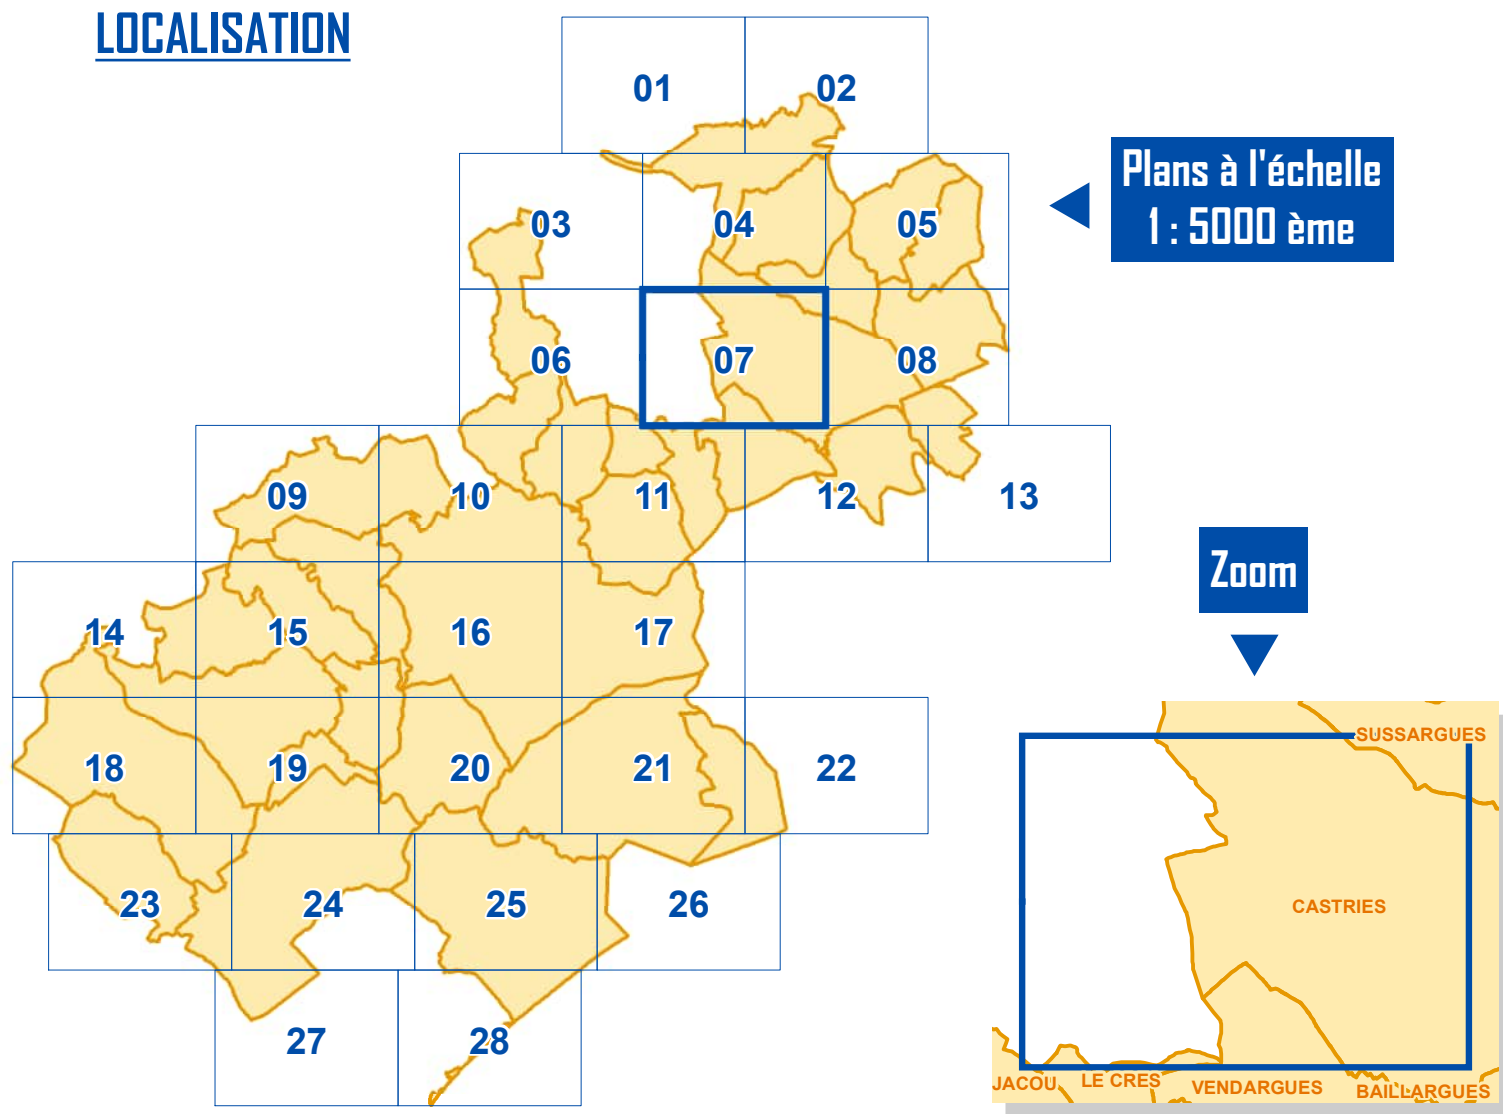 LOCALISATION
01
02
Plans à l'échelle
1 : 5000 ème
03
04
05
06
07
08
09
10
11
12
13
Zoom
14
15
16
17
18
19
20
21
22
SUSSARGUES
CASTRIES
23
24
25
26
27
28
JACOU
LE CRES
VENDARGUES
BAILLARGUES